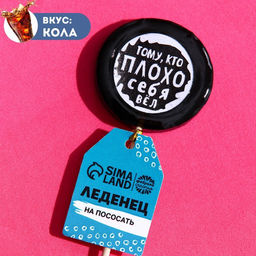 ВКУС:
КОЛА
ТОМУ, КТО
ПЛОХО
себя
ВЁЛ
SIMA
LAND
ЛЕДЕНЕЦ
НА ПОСОСАТЬ